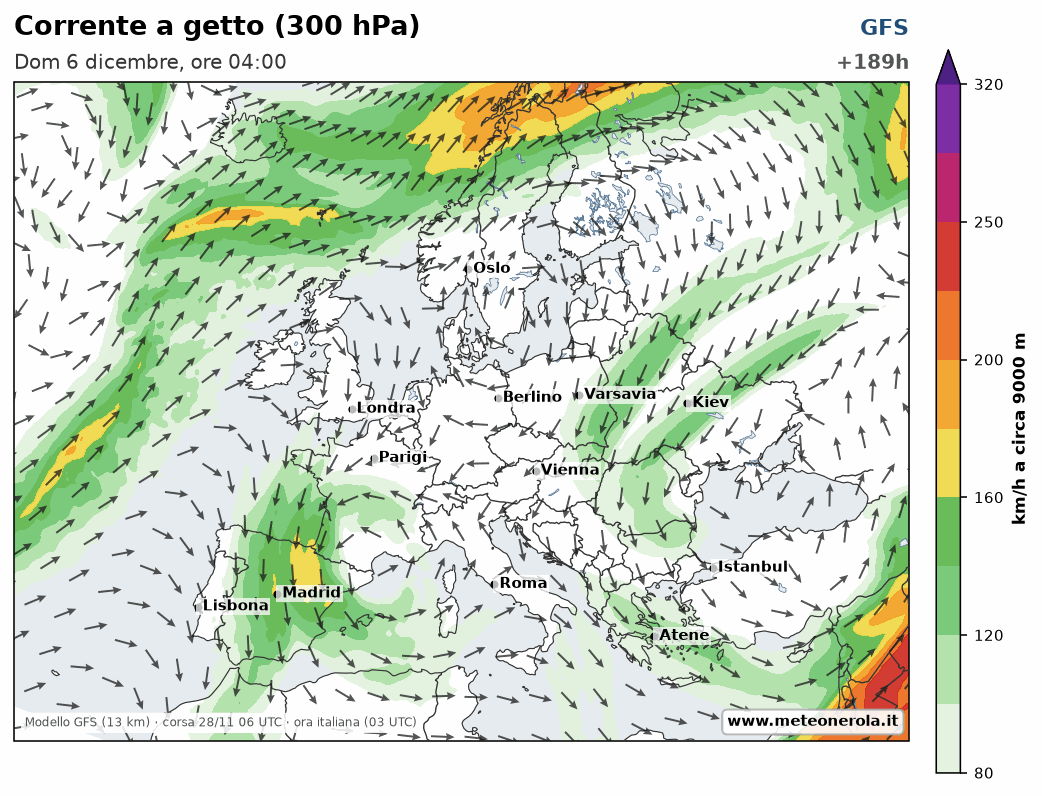 Corrente a getto (300 hPa)
GFS
Dom 6 dicembre, ore 04:00
+189h
320
250
200
160
120
80
km/h a circa 9000 m
Oslo
Berlino
Varsavia
Kiev
Londra
Parigi
Vienna
Istanbul
Roma
Madrid
Lisbona
Atene
Modello GFS (13 km) · corsa 28/11 06 UTC · ora italiana (03 UTC)
www.meteonerola.it